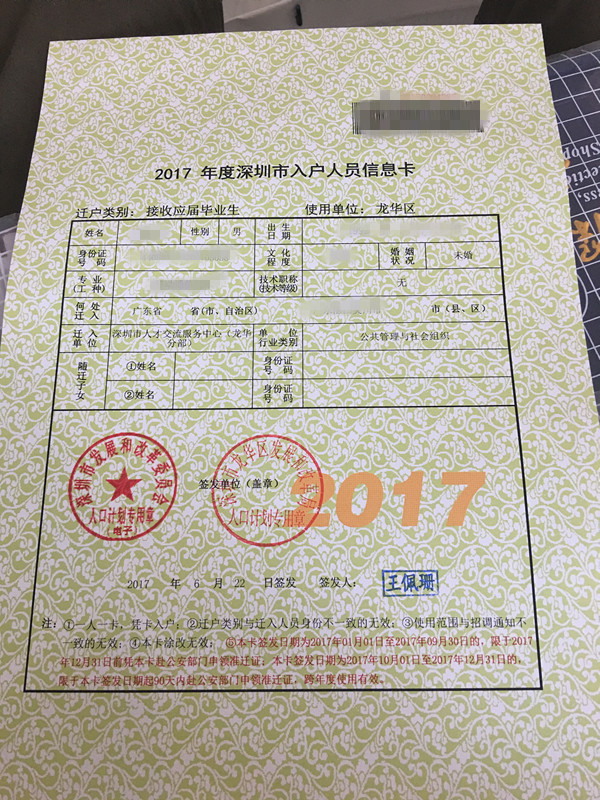 2017 年度深圳市入户人员信息卡
迁户类别: 接收应届毕业生 使用单位: 龙华区
姓名 性别 男 出生日期
身份证号码 文化程度 婚姻状况 未婚
专业(工种) 技术职称(技术等级) 无
何处迁入 广东省 省(市、自治区) 市(县、区)
迁入单位 深圳市人才交流服务中心(龙华分部) 单位行业类别 公共管理与社会组织
随迁子女 ①姓名 身份证号码
②姓名 身份证号码
深圳市发展和改革委员会
人口计划专用章
电子
深圳市龙华区发展和改革局
人口计划专用章
签发单位(盖章)
2017
2017 年 6 月 22 日签发 签发人: 王佩珊
注: ①一人一卡, 凭卡入户; ②迁户类别与迁入人员身份不一致的无效; ③使用范围与招调通知不
一致的无效; ④本卡涂改无效; ⑤本卡签发日期为2017年01月01日至2017年09月30日的, 限于2017
年12月31日前凭本卡赴公安部门申领准迁证, 本卡签发日期为2017年10月01日至2017年12月31日的,
限于本卡签发日期起90天内赴公安部门申领准迁证, 跨年度使用有效。
Shop